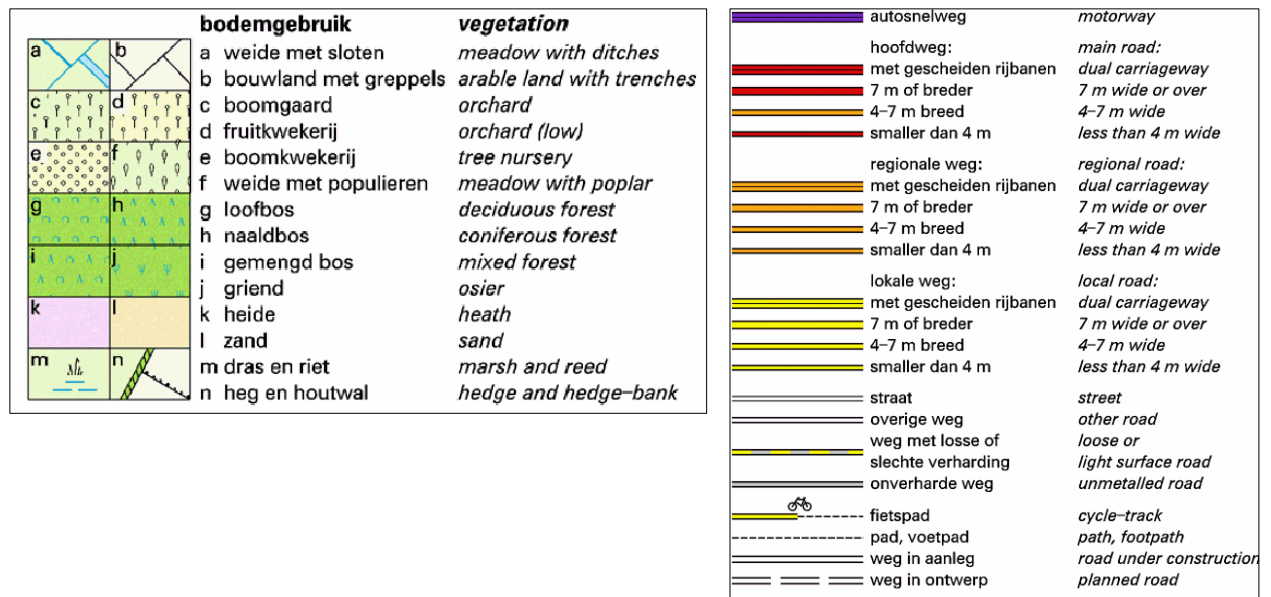 bodemgebruik vegetation
a weide met sloten meadow with ditches
b bouwland met greppels arable land with trenches
c boomgaard orchard
d fruitkwekerij orchard (low)
e boomkwekerij tree nursery
f weide met populieren meadow with poplar
g loofbos deciduous forest
h naaldbos coniferous forest
i gemengd bos mixed forest
j griend osier
k heide heath
l zand sand
m dras en riet marsh and reed
n heg en houtwal hedge and hedge-bank
a b
c d
e f
g h
i j
k l
m n
autosnelweg motorway
hoofdweg: main road:
met gescheiden rijbanen dual carriageway
7 m of breder 7 m wide or over
4-7 m breed 4-7 m wide
smaller dan 4 m less than 4 m wide
regionale weg: regional road:
met gescheiden rijbanen dual carriageway
7 m of breder 7 m wide or over
4-7 m breed 4-7 m wide
smaller dan 4 m less than 4 m wide
lokale weg: local road:
met gescheiden rijbanen dual carriageway
7 m of breder 7 m wide or over
4-7 m breed 4-7 m wide
smaller dan 4 m less than 4 m wide
straat street
overige weg other road
weg met losse of loose or
slechte verharding light surface road
onverharde weg unmetalled road
fietspad cycle-track
pad, voetpad path, footpath
weg in aanleg road under construction
weg in ontwerp planned road